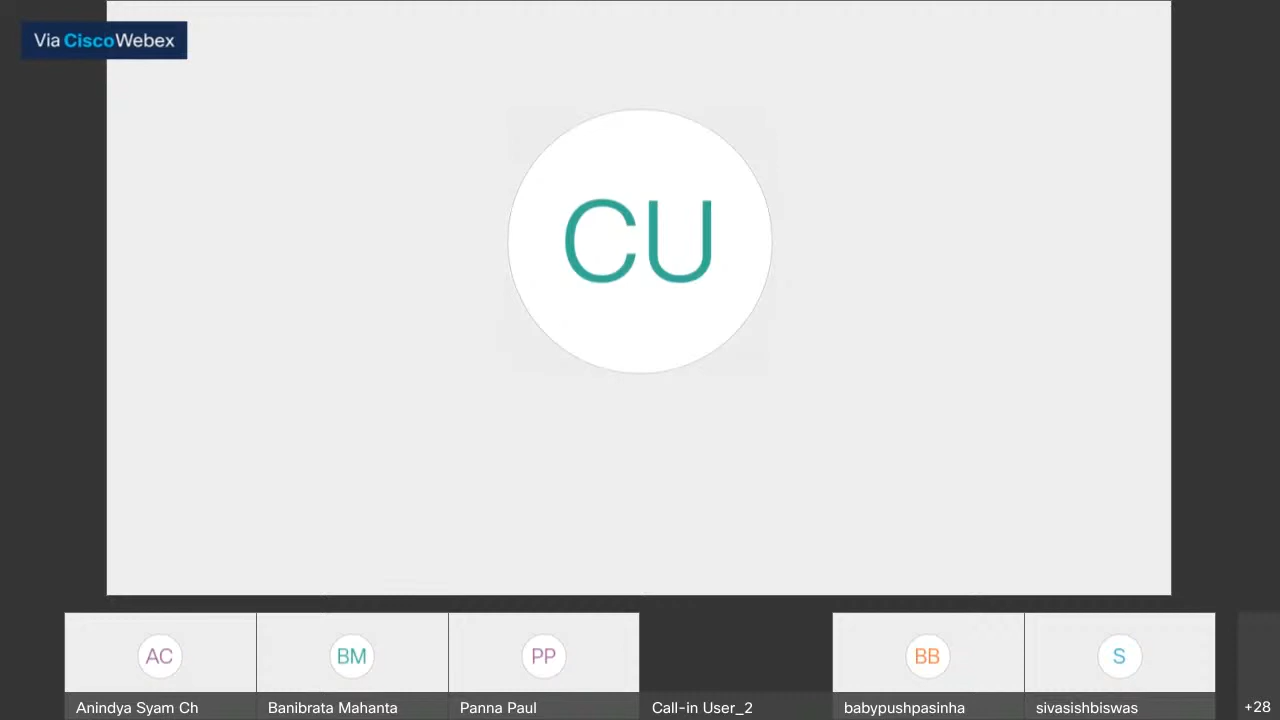 Via CiscoWebex
CU
AC
BM
PP
BB
S
Anindya Syam Ch
Banibrata Mahanta
Panna Paul
Call-in User_2
babypushpasinha
sivasishbiswas
+28